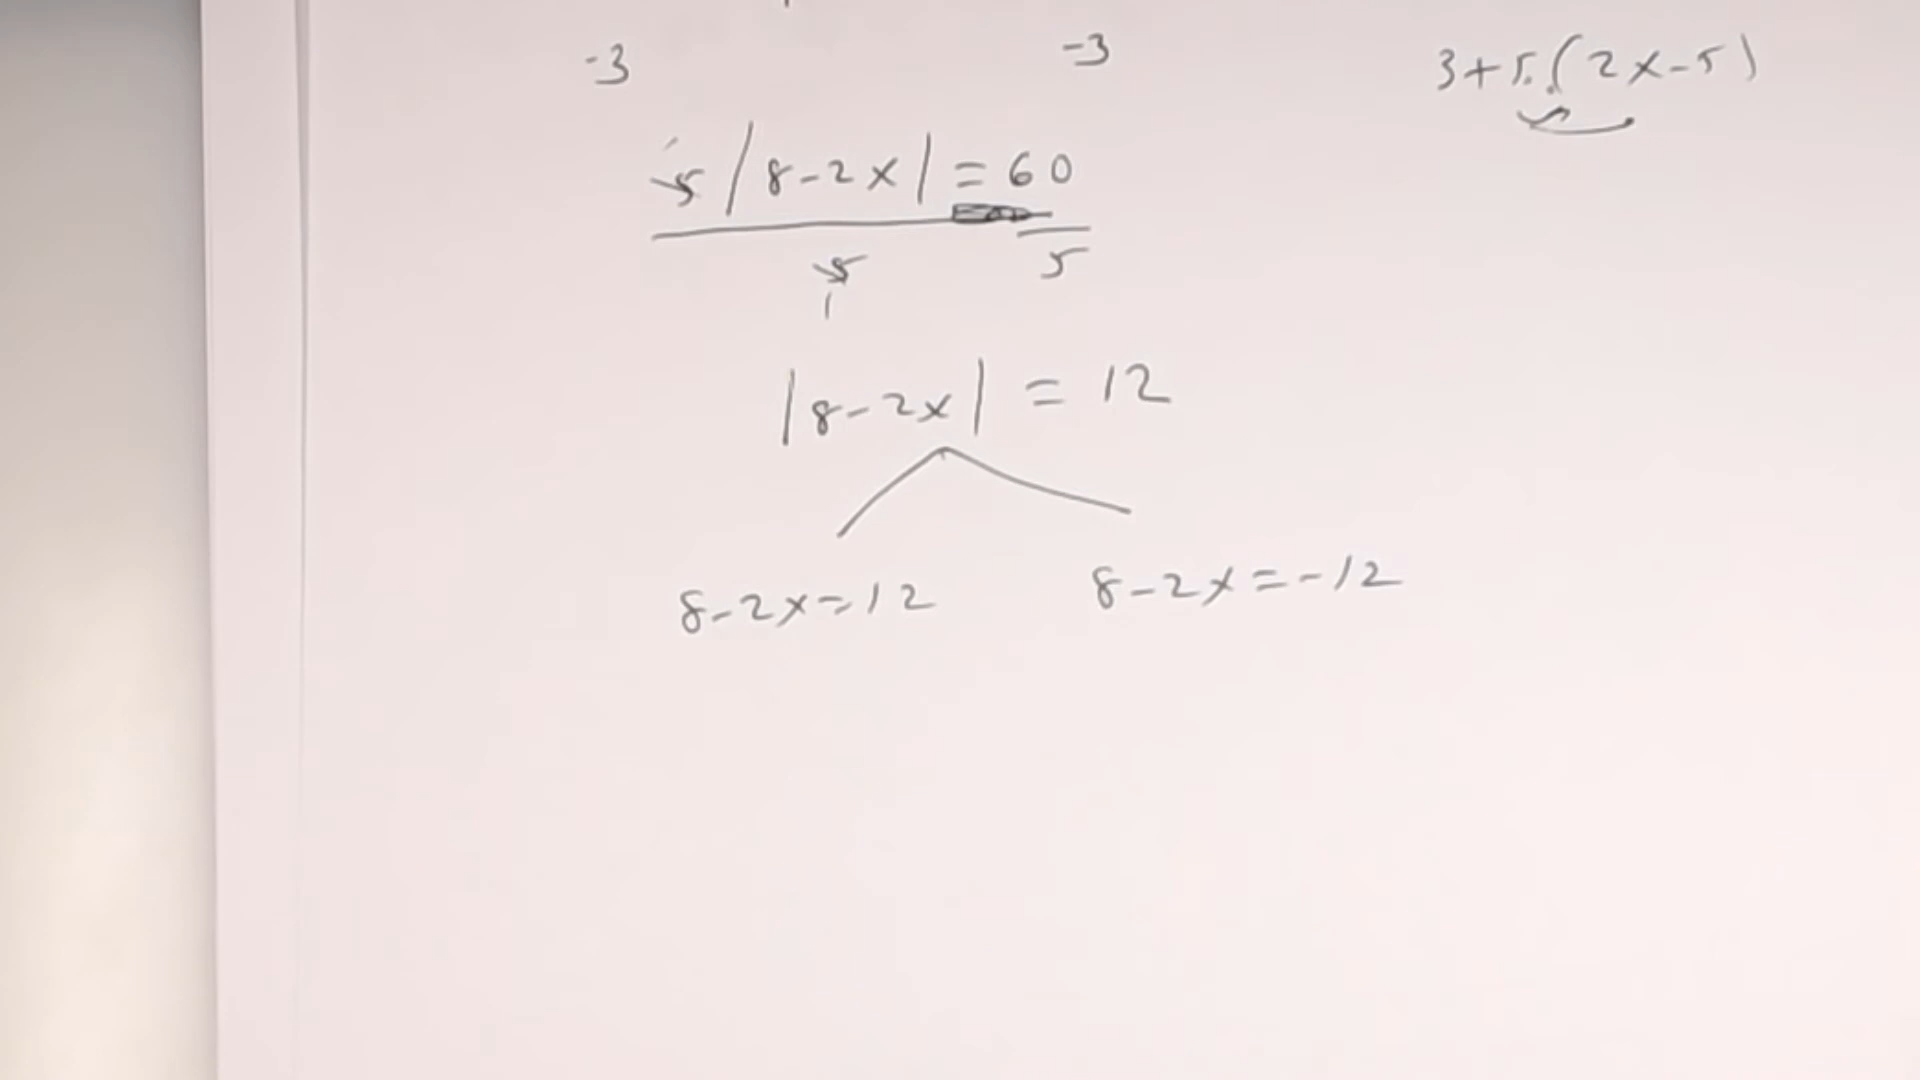 -3 -3
3+5.(2x-5)
5|8-2x|=60
5 5
1
|8-2x| = 12
8-2x=12 8-2x=-12